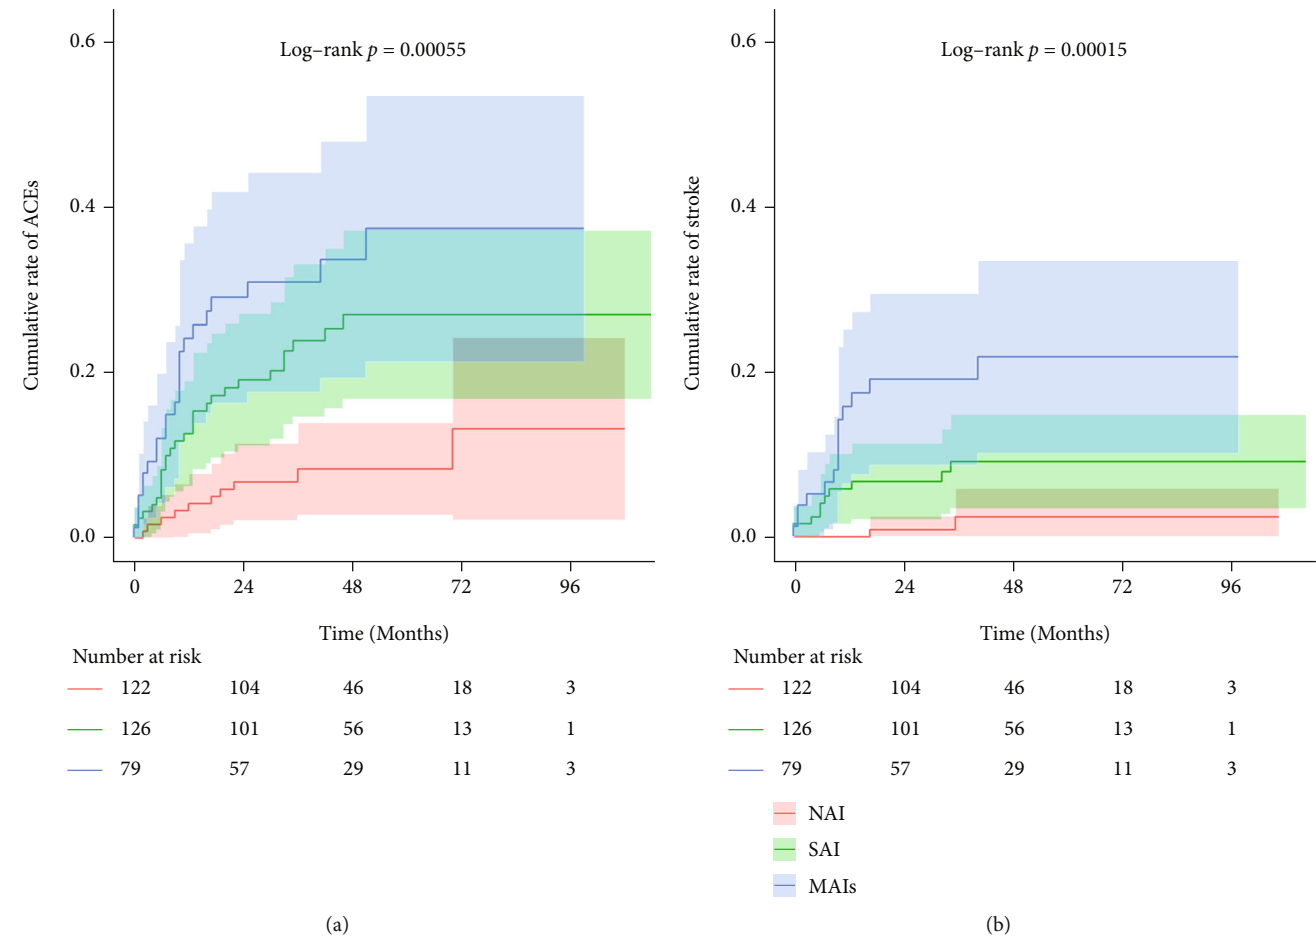 Log–rank p = 0.00055
Cumulative rate of ACEs
0.6
0.4
0.2
0.0
0 24 48 72 96
Time (Months)
Number at risk
122 104 46 18 3
126 101 56 13 1
79 57 29 11 3
(a)
Log–rank p = 0.00015
Cumulative rate of stroke
0.6
0.4
0.2
0.0
0 24 48 72 96
Time (Months)
Number at risk
122 104 46 18 3
126 101 56 13 1
79 57 29 11 3
NAI
SAI
MAIs
(b)